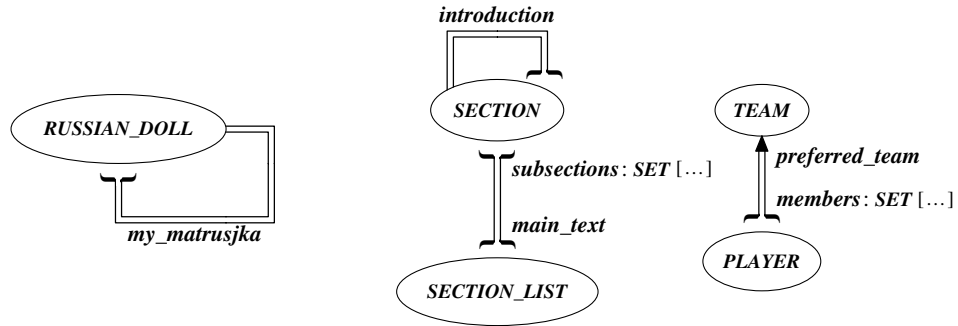 introduction
RUSSIAN_DOLL
my_matrusjka
SECTION
subsections: SET [...]
main_text
SECTION_LIST
TEAM
preferred_team
members: SET [...]
PLAYER